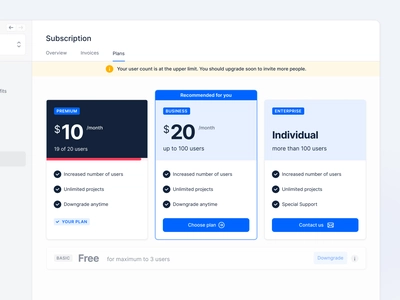 Subscription
Overview Invoices Plans
Your user count is at the upper limit. You should upgrade soon to invite more people.
Recommended for you
PREMIUM
$10 /month
19 of 20 users
Increased number of users
Unlimited projects
Downgrade anytime
YOUR PLAN
BUSINESS
$20 /month
up to 100 users
Increased number of users
Unlimited projects
Downgrade anytime
Choose plan
ENTERPRISE
Individual
more than 100 users
Increased number of users
Unlimited projects
Special Support
Contact us
BASIC Free for maximum to 3 users Downgrade